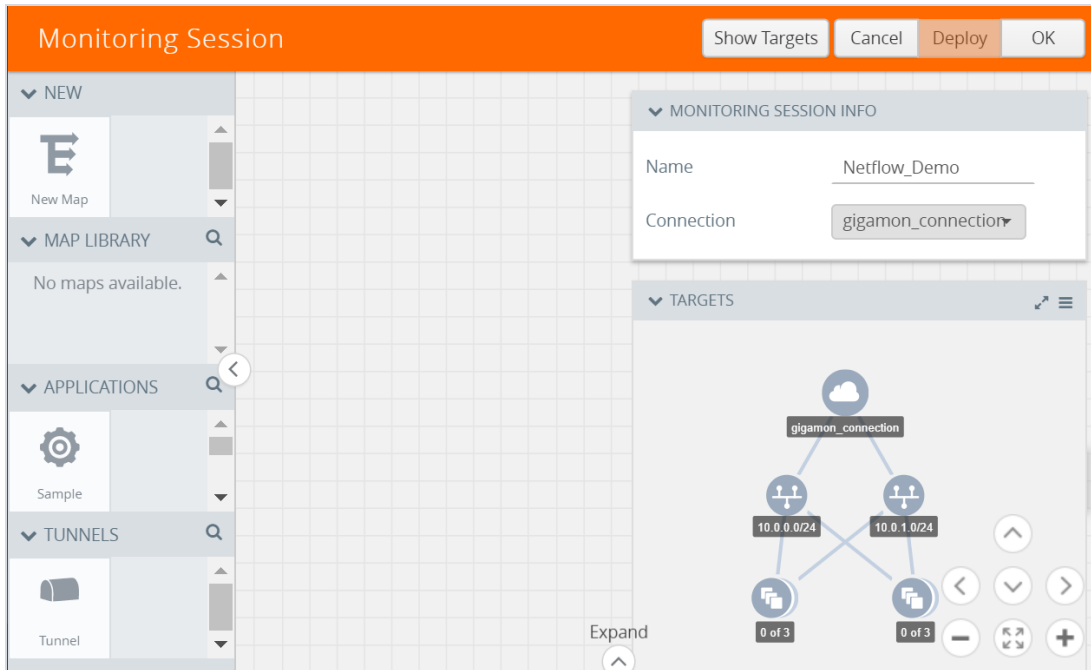 Monitoring Session
Show Targets
Cancel
Deploy
OK
NEW
New Map
MAP LIBRARY
No maps available.
APPLICATIONS
Sample
TUNNELS
Tunnel
MONITORING SESSION INFO
Name
Netflow_Demo
Connection
gigamon_connection
TARGETS
gigamon_connection
10.0.0.0/24
10.0.1.0/24
0 of 3
0 of 3
Expand